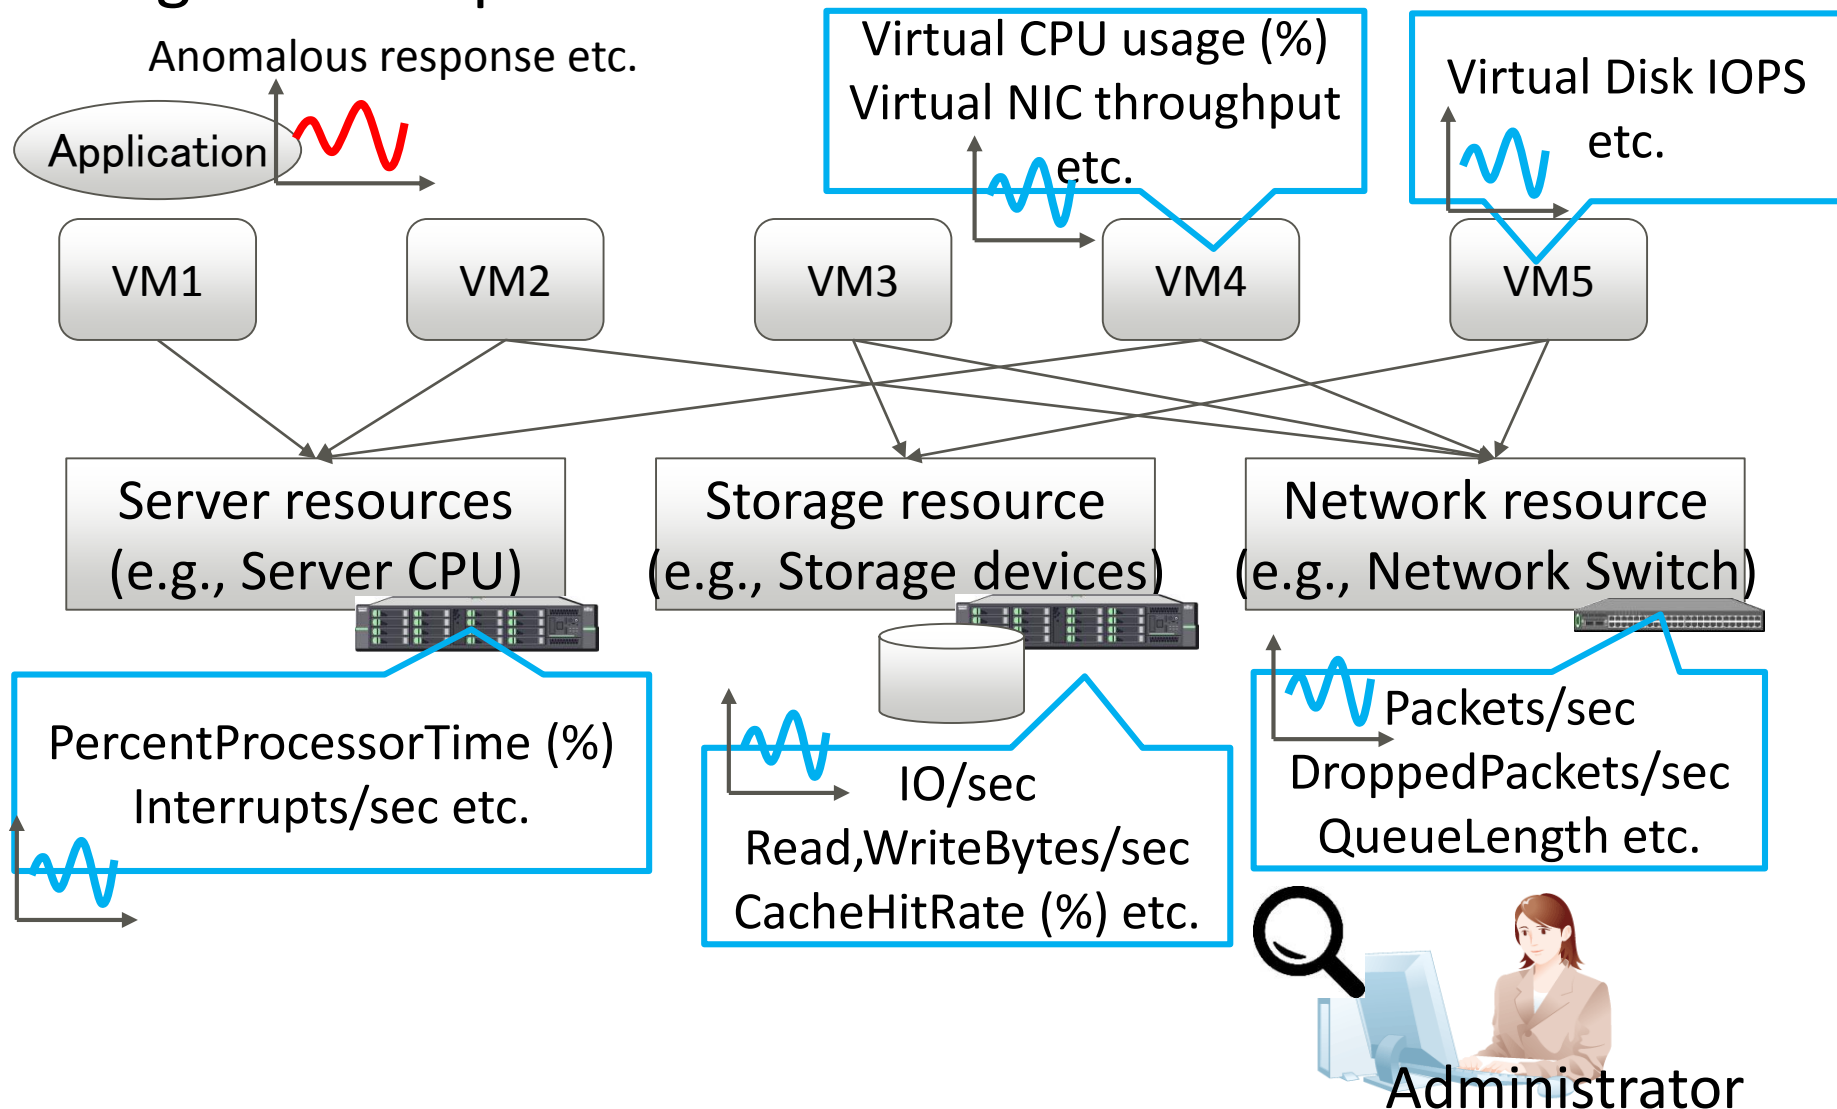 Anomalous response etc.
Application
Virtual CPU usage (%)
Virtual NIC throughput
etc.
Virtual Disk IOPS
etc.
VM1
VM2
VM3
VM4
VM5
Server resources
(e.g., Server CPU)
Storage resource
(e.g., Storage devices)
Network resource
(e.g., Network Switch)
PercentProcessorTime (%)
Interrupts/sec etc.
IO/sec
Read,WriteBytes/sec
CacheHitRate (%) etc.
Packets/sec
DroppedPackets/sec
QueueLength etc.
Administrator